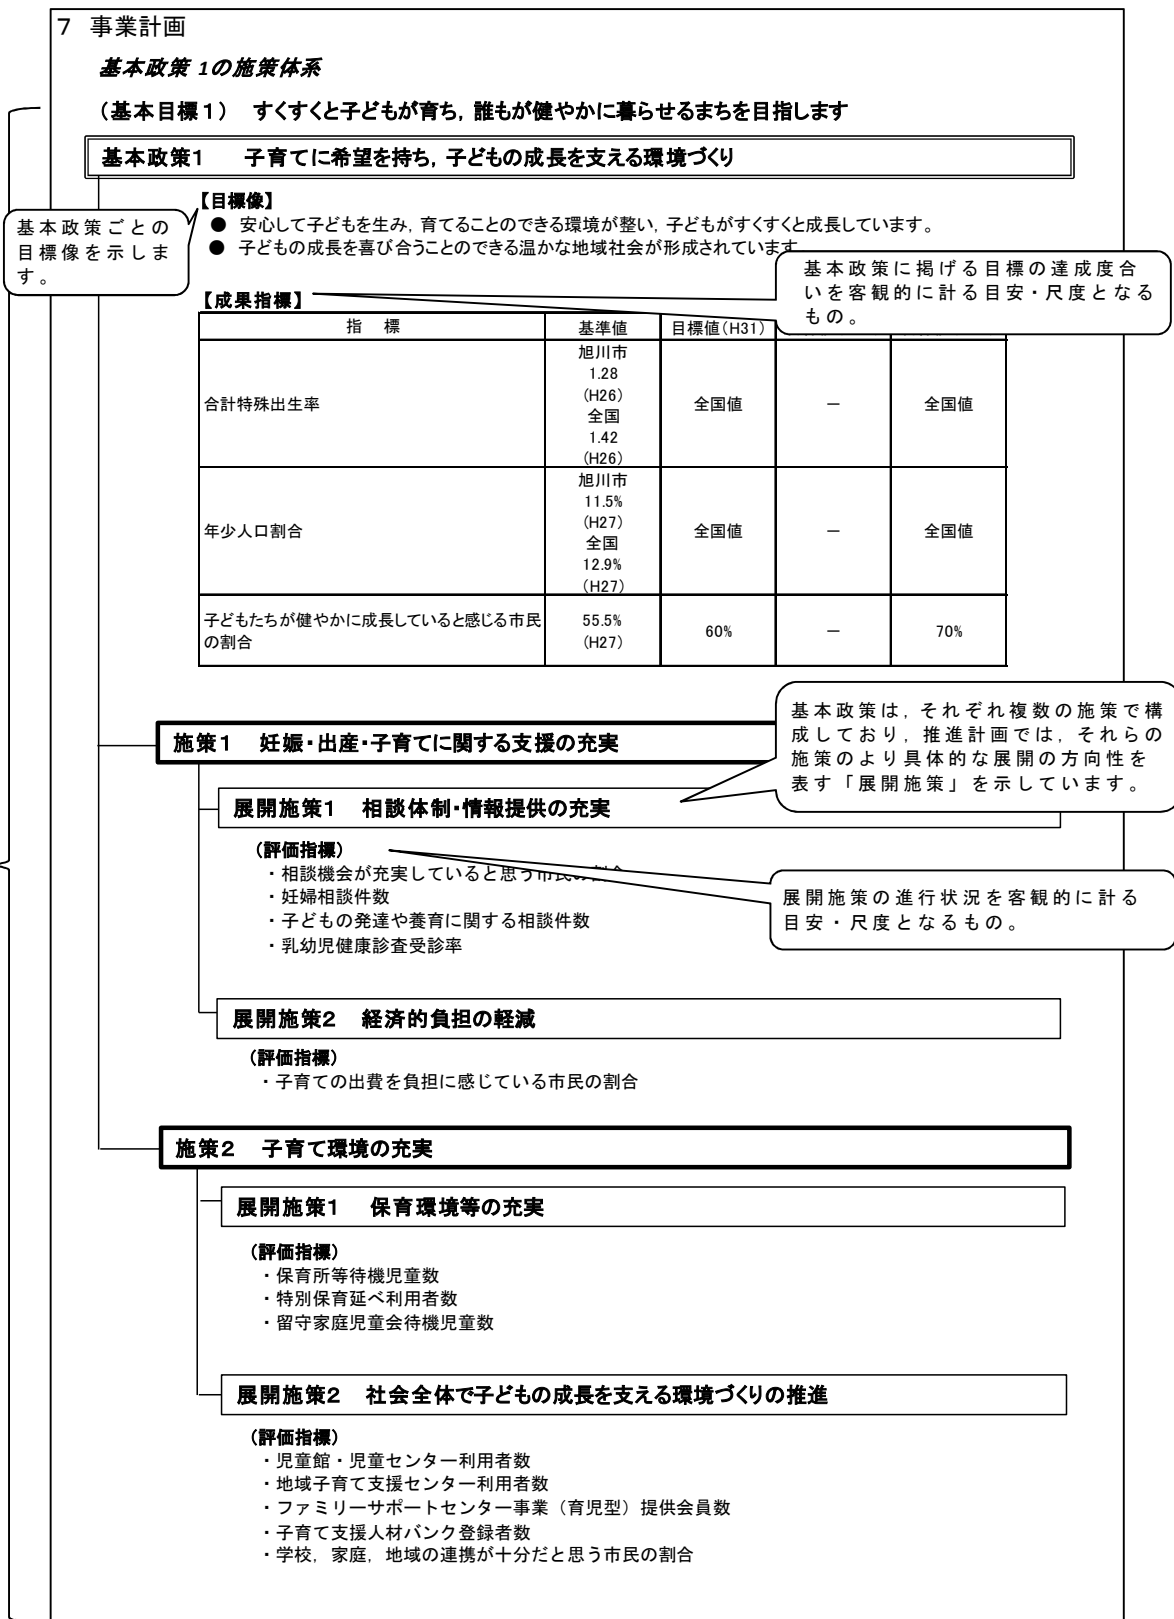 7 事業計画
基本政策 1の施策体系
(基本目標1) すくすくと子どもが育ち,誰もが健やかに暮らせるまちを目指します
基本政策1 子育てに希望を持ち,子どもの成長を支える環境づくり
【目標像】
● 安心して子どもを生み,育てることのできる環境が整い,子どもがすくすくと成長しています。
● 子どもの成長を喜び合うことのできる温かな地域社会が形成されています
基本政策ごとの
目標像を示しま
す。
基本政策に掲げる目標の達成度合
いを客観的に計る目安・尺度となる
もの。
【成果指標】
指 標 基準値 目標値(H31)
合計特殊出生率
旭川市
1.28
(H26)
全国
1.42
(H26)
全国値 － 全国値
年少人口割合
旭川市
11.5%
(H27)
全国
12.9%
(H27)
全国値 － 全国値
子どもたちが健やかに成長していると感じる市民
の割合
55.5%
(H27)
60% － 70%
基本政策は,それぞれ複数の施策で構
成しており,推進計画では,それらの
施策のより具体的な展開の方向性を
表す「展開施策」を示しています。
施策1 妊娠・出産・子育てに関する支援の充実
展開施策1 相談体制・情報提供の充実
(評価指標)
・相談機会が充実していると思う市民の割合
・妊婦相談件数
・子どもの発達や養育に関する相談件数
・乳幼児健康診査受診率
展開施策の進行状況を客観的に計る
目安・尺度となるもの。
展開施策2 経済的負担の軽減
(評価指標)
・子育ての出費を負担に感じている市民の割合
施策2 子育て環境の充実
展開施策1 保育環境等の充実
(評価指標)
・保育所等待機児童数
・特別保育延べ利用者数
・留守家庭児童会待機児童数
展開施策2 社会全体で子どもの成長を支える環境づくりの推進
(評価指標)
・児童館・児童センター利用者数
・地域子育て支援センター利用者数
・ファミリーサポートセンター事業(育児型)提供会員数
・子育て支援人材バンク登録者数
・学校,家庭,地域の連携が十分だと思う市民の割合